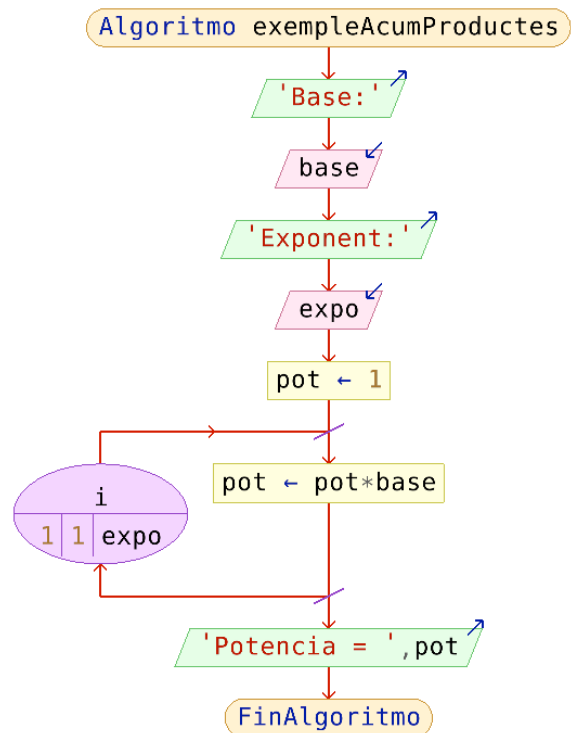 Algoritmo exempleAcumProductes
'Base:'
base
'Exponent:'
expo
pot ← 1
i
1 1 expo
pot ← pot*base
'Potencia = ',pot
FinAlgoritmo